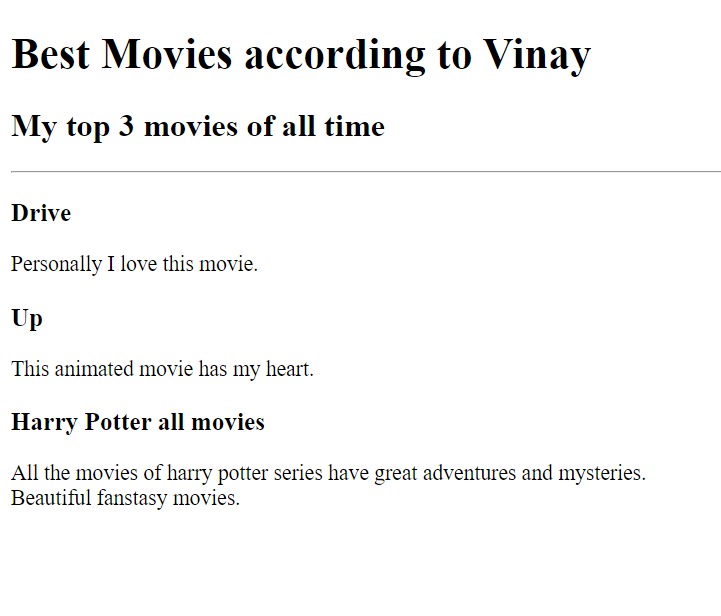 Best Movies according to Vinay
My top 3 movies of all time
Drive
Personally I love this movie.
Up
This animated movie has my heart.
Harry Potter all movies
All the movies of harry potter series have great adventures and mysteries.
Beautiful fanstasy movies.